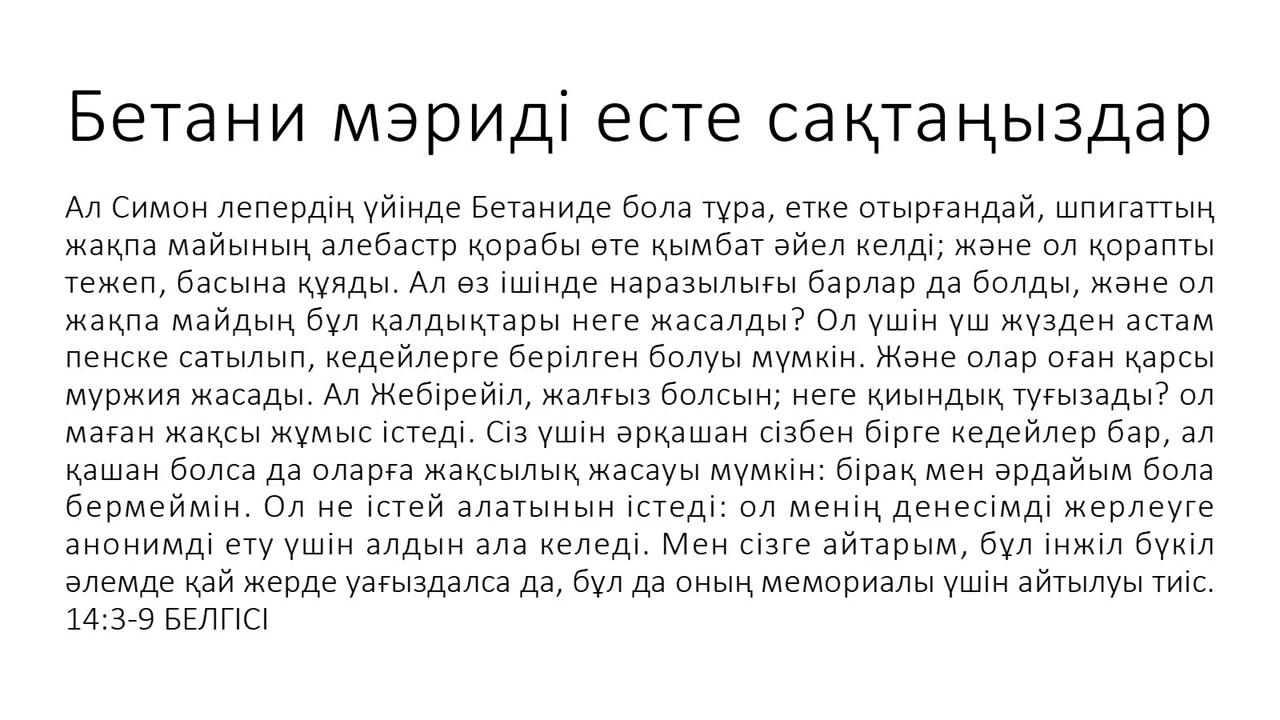 Бетани мәриді есте сақтаңыздар
Ал Симон лепердің үйінде Бетаниде бола тұра, етке отырғандай, шпигаттың
жақпа майының алебастр қорабы өте қымбат әйел келді; және ол қорапты
тежеп, басына құяды. Ал өз ішінде наразылығы барлар да болды, және ол
жақпа майдың бұл қалдықтары неге жасалды? Ол үшін үш жүзден астам
пенске сатылып, кедейлерге берілген болуы мүмкін. Және олар оған қарсы
муржия жасады. Ал Жебірейіл, жалғыз болсын; неге қиындық туғызады? ол
маған жақсы жұмыс істеді. Сіз үшін әрқашан сізбен бірге кедейлер бар, ал
қашан болса да оларға жақсылық жасауы мүмкін: бірақ мен әрдайым бола
бермеймін. Ол не істей алатынын істеді: ол менің денесімді жерлеуге
анонимді ету үшін алдын ала келеді. Мен сізге айтарым, бұл інжіл бүкіл
әлемде қай жерде уағыздалса да, бұл да оның мемориалы үшін айтылуы тиіс.
14:3-9 БЕЛГІСІ